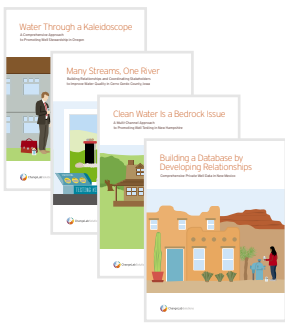 Water Through a Kaleidoscope
A Comprehensive Approach
to Promoting Well Stewardship in Oregon
Many Streams, One River
Building Relationships and Coordinating Stakeholders
to Improve Water Quality in Cerro Gordo County, Iowa
Clean Water Is a Bedrock Issue
A Multi-Channel Approach
to Promoting Well Testing in New Hampshire
Building a Database by
Developing Relationships
Comprehensive Private Well Data in New Mexico